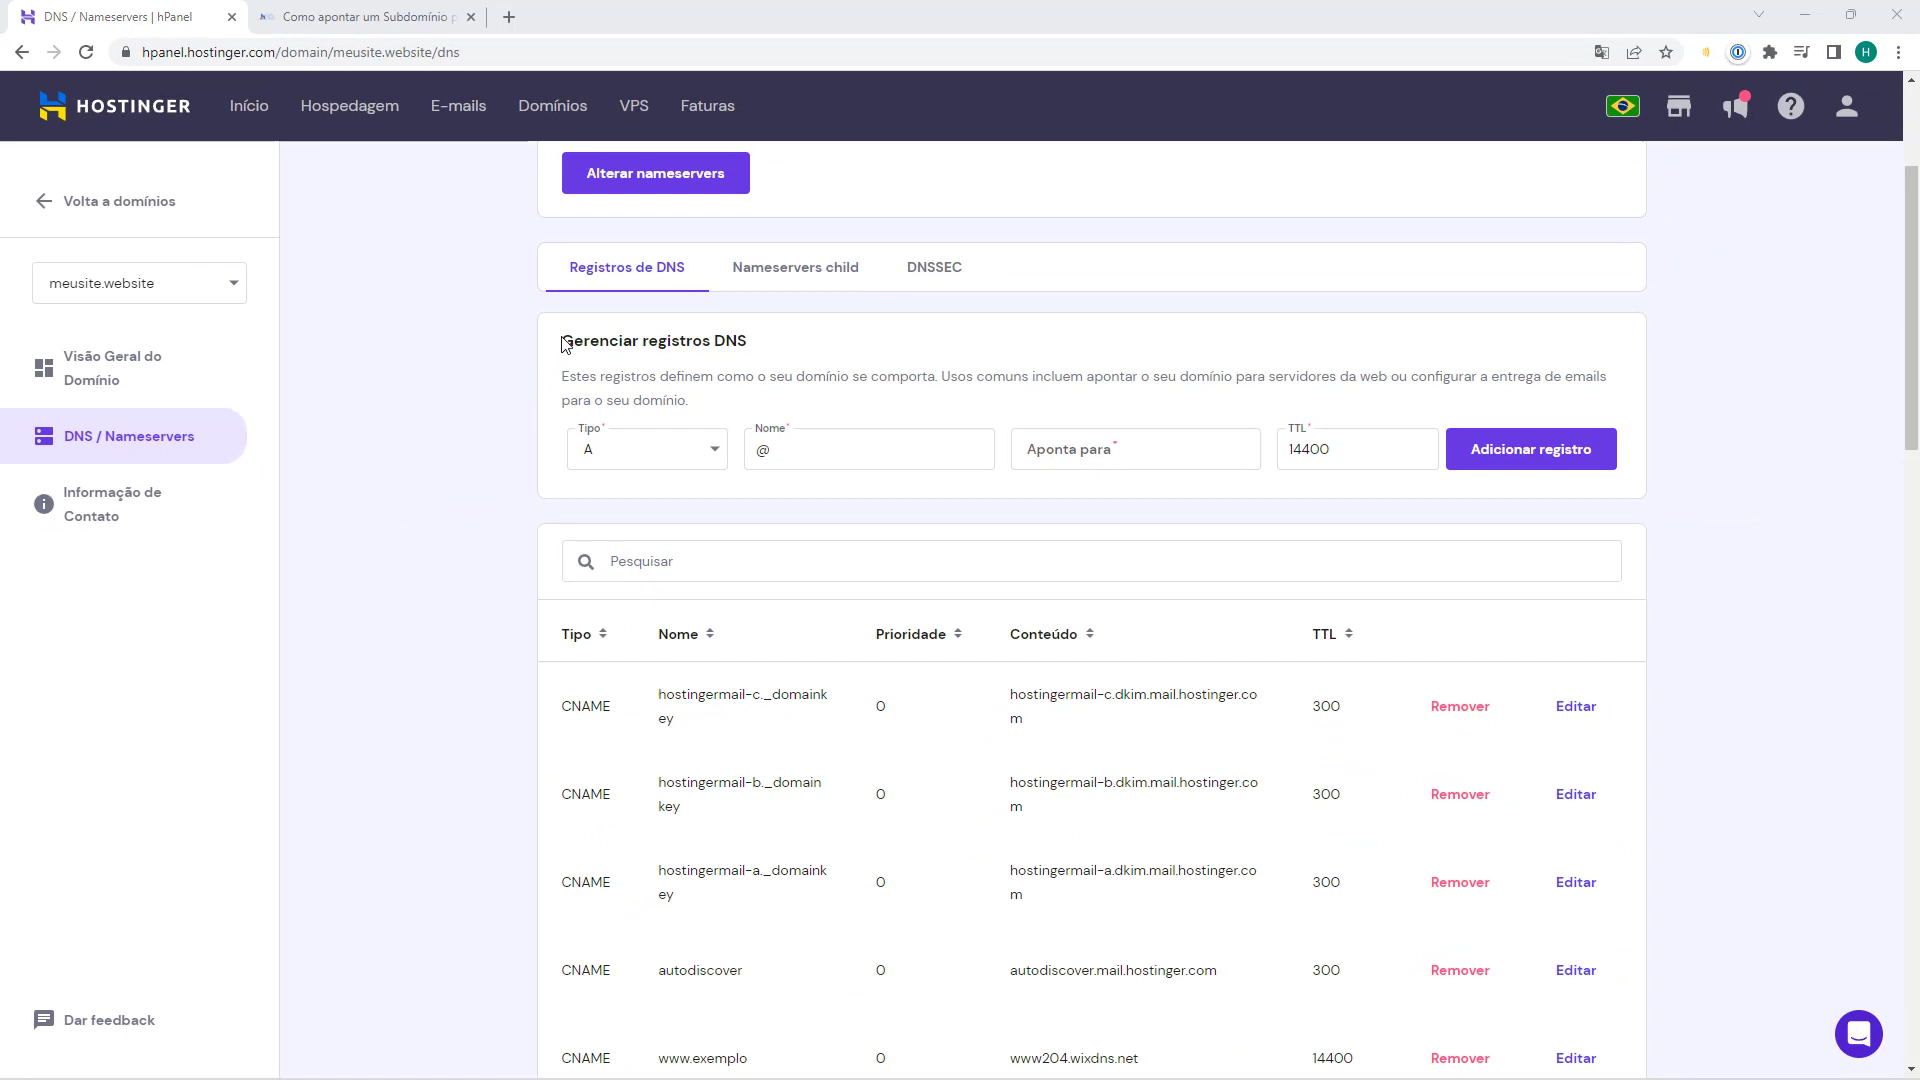 DNS / Nameservers | hPanel
Como apontar um Subdomínio p
hpanel.hostinger.com/domain/meusite.website/dns
H
HOSTINGER
Início
Hospedagem
E-mails
Domínios
VPS
Faturas
Alterar nameservers
Volta a domínios
meusite.website
Visão Geral do
Domínio
DNS / Nameservers
Informação de
Contato
Dar feedback
Registros de DNS
Nameservers child
DNSSEC
Gerenciar registros DNS
Estes registros definem como o seu domínio se comporta. Usos comuns incluem apontar o seu domínio para servidores da web ou configurar a entrega de emails
para o seu domínio.
Tipo*
A
Nome*
@
Aponta para*
TTL*
14400
Adicionar registro
Pesquisar
Tipo Nome Prioridade Conteúdo TTL
CNAME hostingermail-c._domaink 0 hostingermail-c.dkim.mail.hostinger.co 300 Remover Editar
ey m
CNAME hostingermail-b._domain 0 hostingermail-b.dkim.mail.hostinger.co 300 Remover Editar
key m
CNAME hostingermail-a._domaink 0 hostingermail-a.dkim.mail.hostinger.co 300 Remover Editar
ey m
CNAME autodiscover 0 autodiscover.mail.hostinger.com 300 Remover Editar
CNAME www.exemplo 0 www204.wixdns.net 14400 Remover Editar